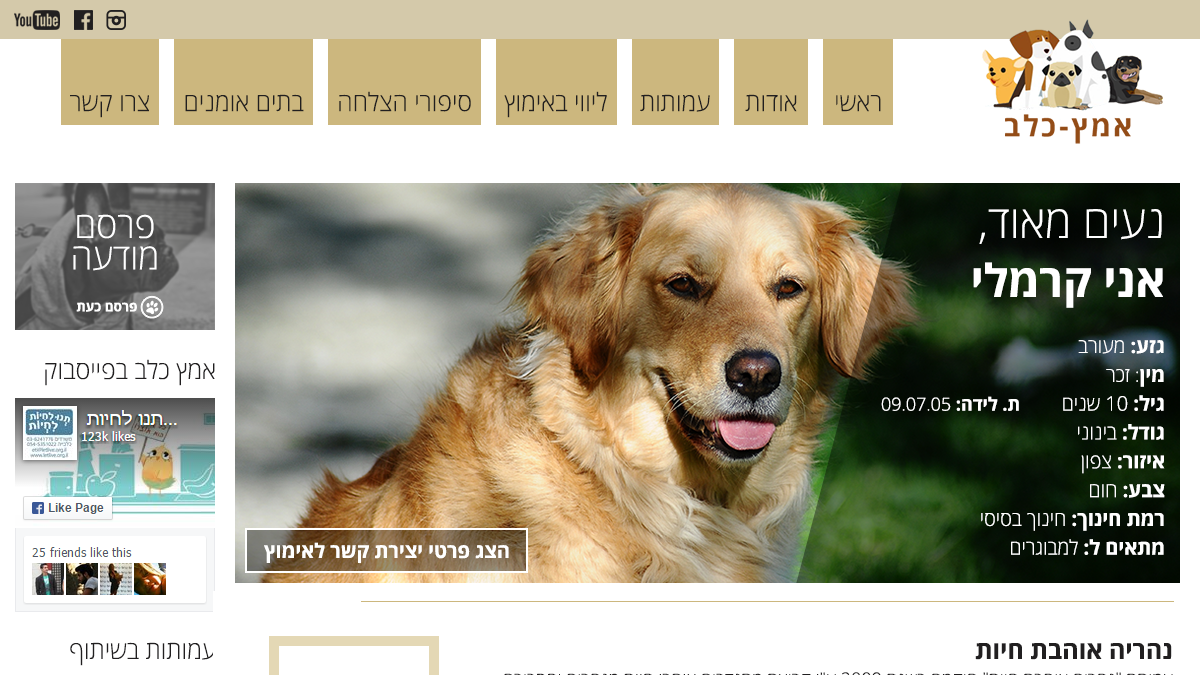 YouTube
אמץ-כלב
ראשי
אודות
עמותות
ליווי באימוץ
סיפורי הצלחה
בתים אומנים
צרו קשר
נעים מאוד,
אני קרמלי
גזע: מעורב
מין: זכר
גיל: 10 שנים ת. לידה: 09.07.05
גודל: בינוני
איזור: צפון
צבע: חום
רמת חינוך: חינוך בסיסי
מתאים ל: למבוגרים
הצג פרטי יצירת קשר לאימוץ
פרסם
מודעה
פרסם כעת
אמץ כלב בפייסבוק
תנו לחיות...
123k likes
תנו לחיות
לחיות
Like Page
25 friends like this
עמותות בשיתוף
נהריה אוהבת חיות